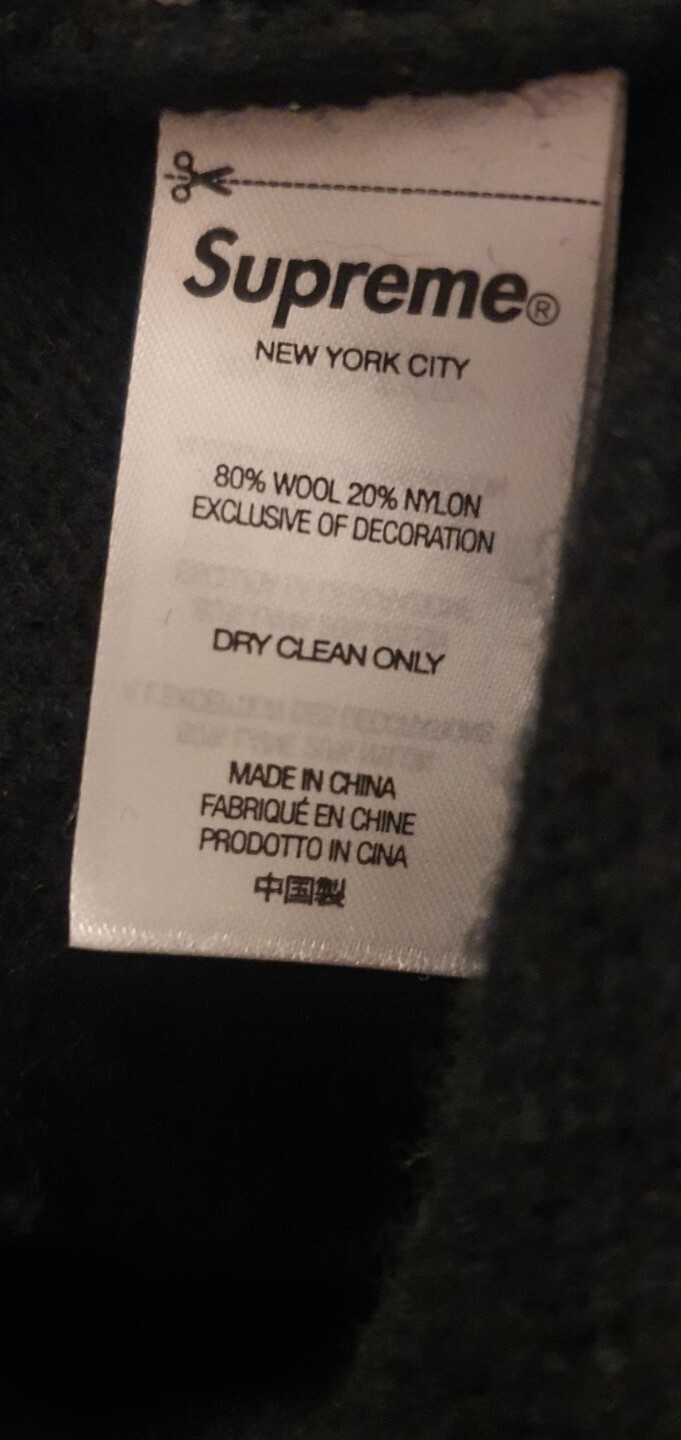 Supreme®
NEW YORK CITY
80% WOOL 20% NYLON
EXCLUSIVE OF DECORATION
DRY CLEAN ONLY
MADE IN CHINA
FABRIQUÉ EN CHINE
PRODOTTO IN CINA
中国製